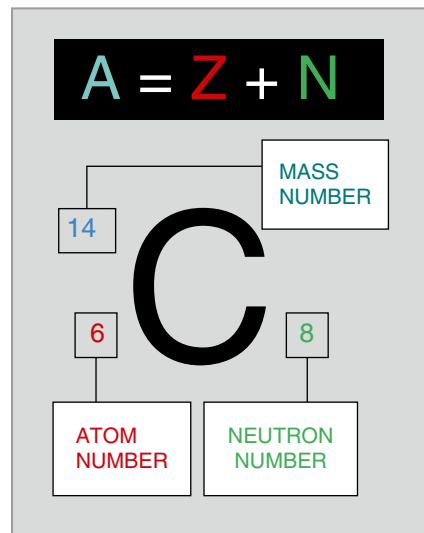 A = Z + N
MASS
NUMBER
14
C
6
8
ATOM
NUMBER
NEUTRON
NUMBER